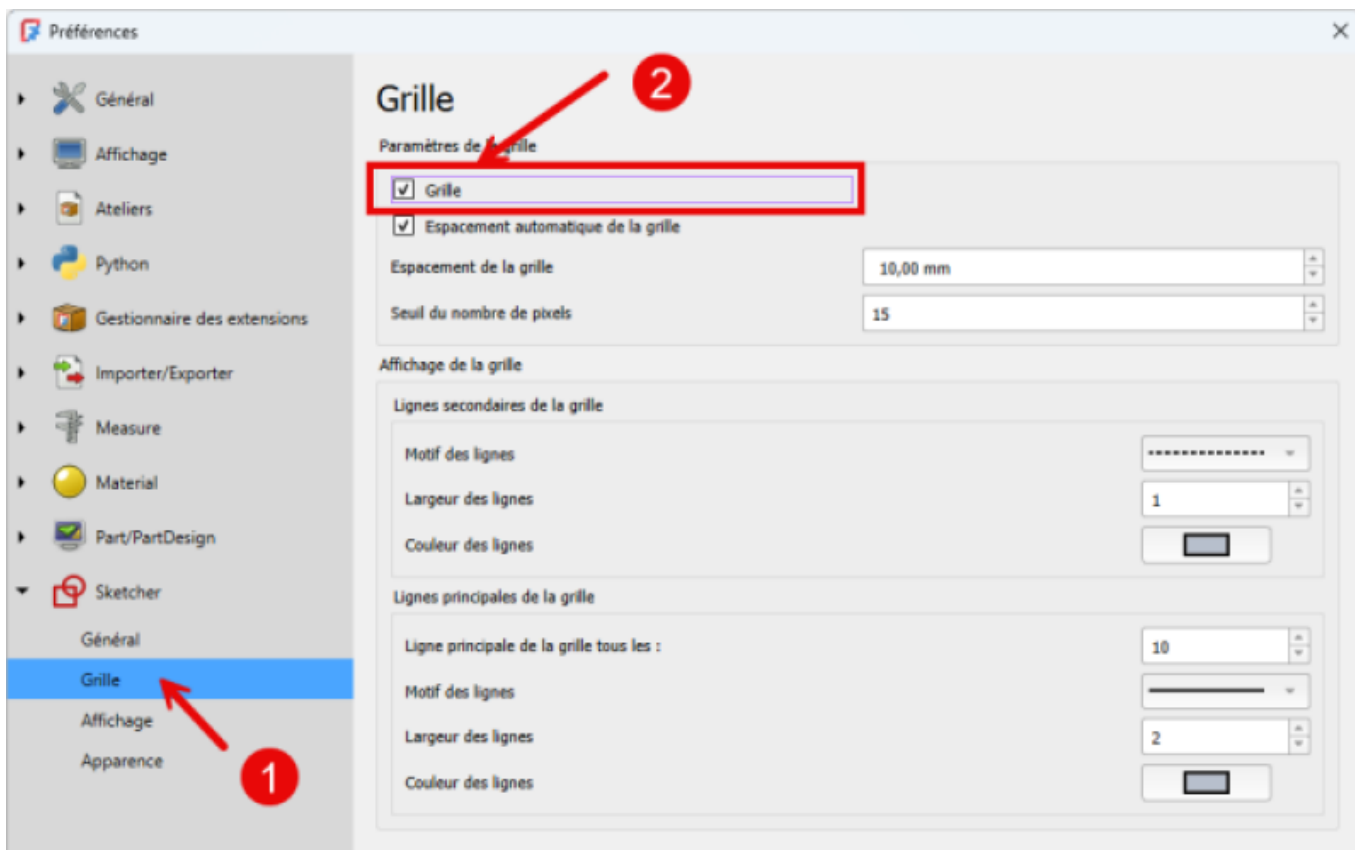 Préférences
Général
Affichage
Ateliers
Python
Gestionnaire des extensions
Importer/Exporter
Measure
Material
Part/PartDesign
Sketcher
Général
Grille
Affichage
Apparence
1
Grille
2
Paramètres de la grille
Grille
Espacement automatique de la grille
Espacement de la grille 10,00 mm
Seuil du nombre de pixels 15
Affichage de la grille
Lignes secondaires de la grille
Motif des lignes
Largeur des lignes 1
Couleur des lignes
Lignes principales de la grille
Ligne principale de la grille tous les : 10
Motif des lignes
Largeur des lignes 2
Couleur des lignes